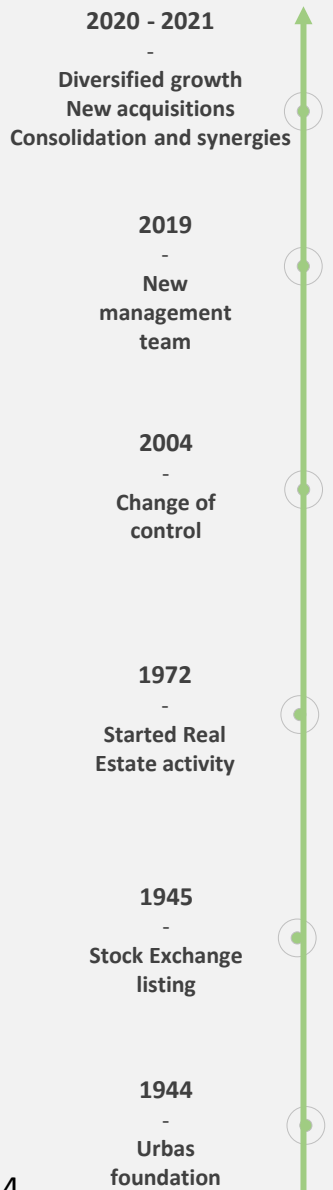 2020 - 2021
-
Diversified growth
New acquisitions
Consolidation and synergies
2019
-
New
management
team
2004
-
Change of
control
1972
-
Started Real
Estate activity
1945
-
Stock Exchange
listing
1944
-
Urbas
foundation
4